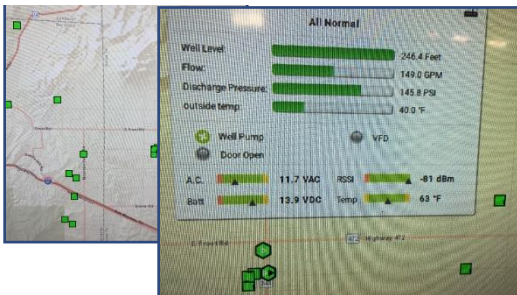 All Normal
Well Level: 246.4 Feet
Flow: 149.0 GPM
Discharge Pressure: 145.8 PSI
outside temp: 40.0 °F
Well Pump VFD
Door Open
A.C. 11.7 VAC RSSI -81 dBm
Batt 13.9 VDC Temp 63 °F
472 Highway 472